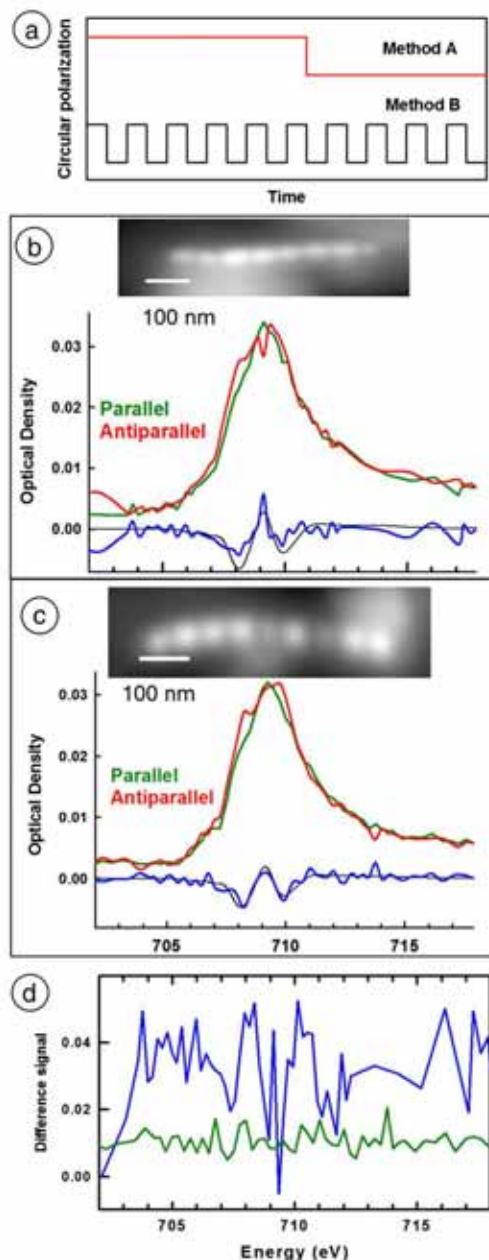 a
Circular polarization
Method A
Method B
Time
b
100 nm
Optical Density
0.03
0.02
0.01
0.00
Parallel
Antiparallel
c
100 nm
Optical Density
0.03
0.02
0.01
0.00
Parallel
Antiparallel
705 710 715
d
Difference signal
0.04
0.02
0.00
705 710 715
Energy (eV)